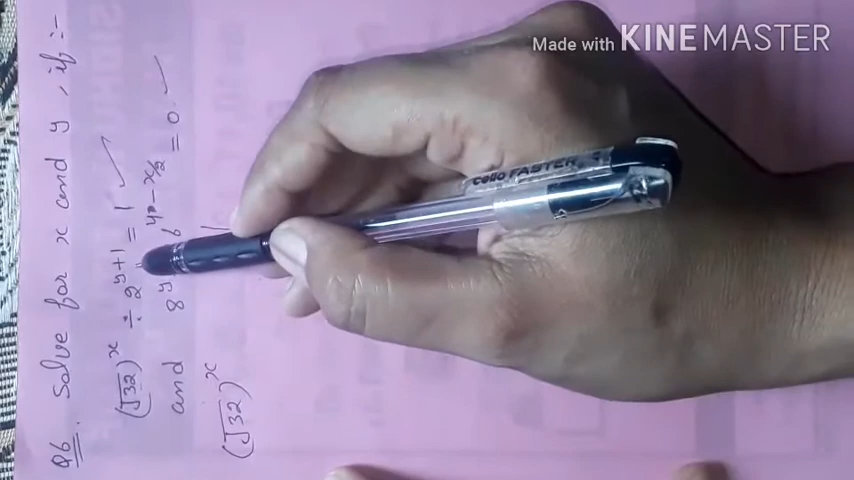 Made with KINEMASTER
Q6. Solve for x and y, if :-
(√32)^x ÷ 2^y+1 = 1 ✓
and 8^y 6^4-x/2 = 0. ✓
(√32)^x
cello FASTER